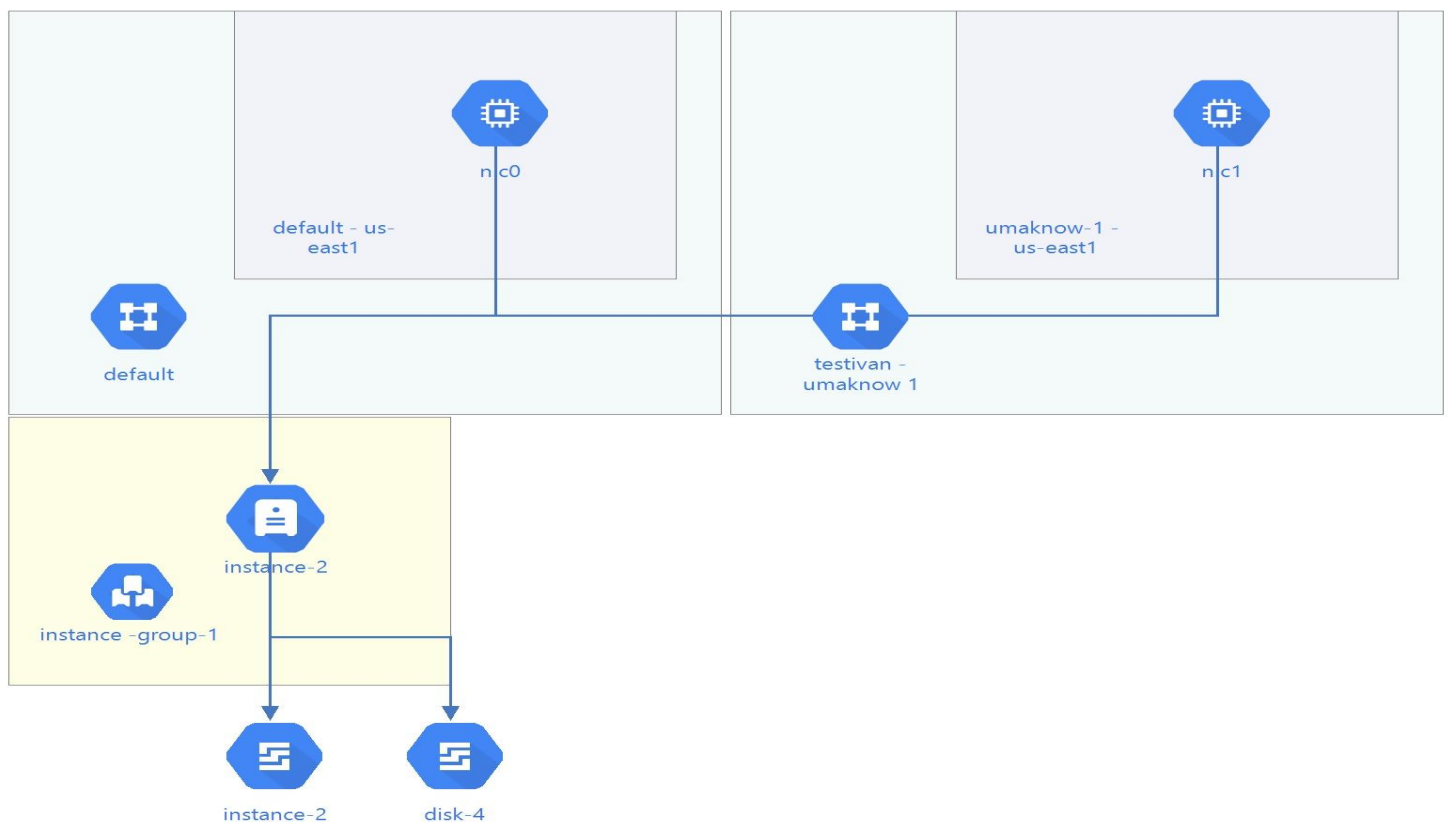 nic0
nic1
default - us-
east1
umaknow-1 -
us-east1
default
testivan -
umaknow 1
instance-2
instance -group-1
instance-2
disk-4